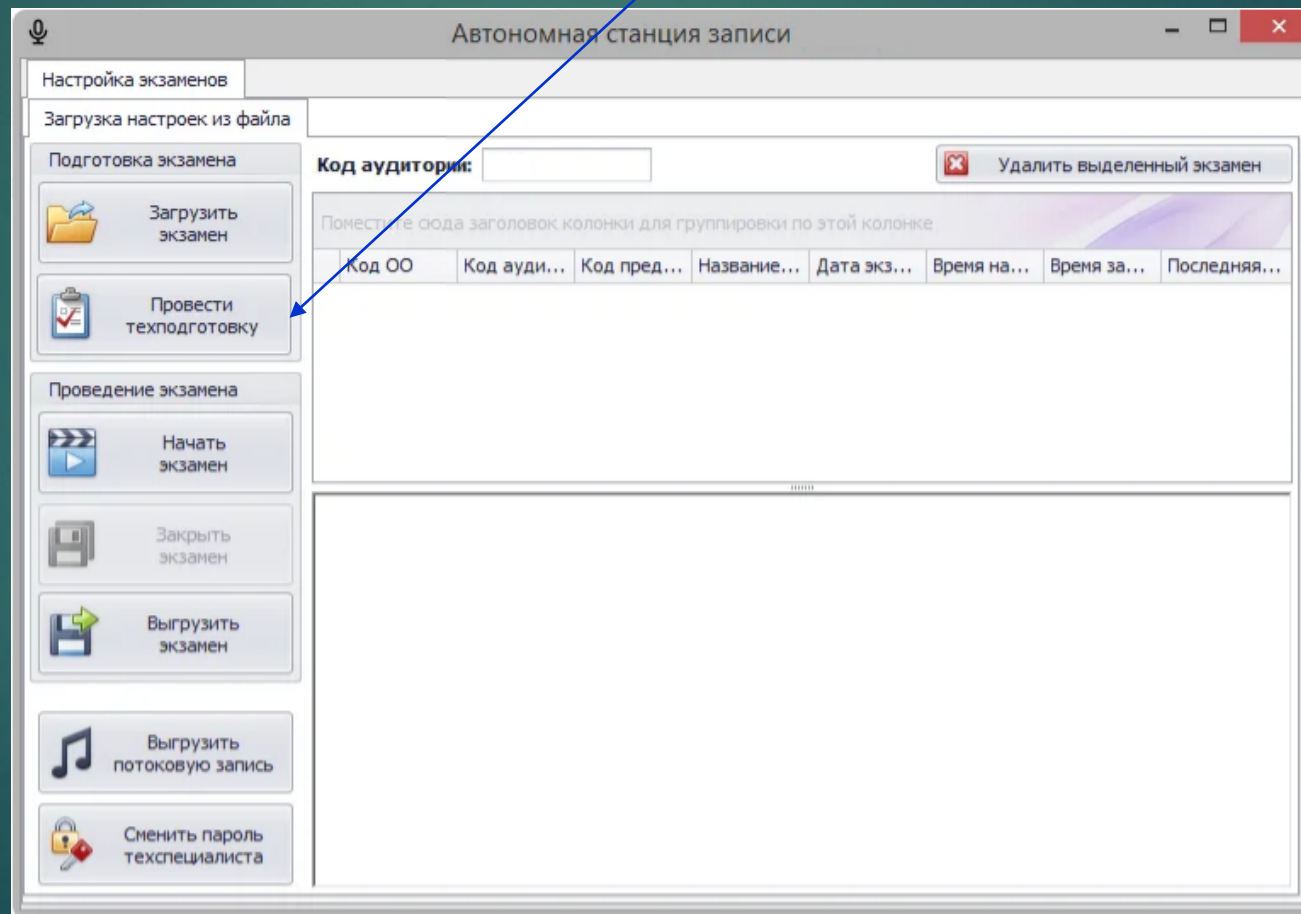 Автономная станция записи
Настройка экзаменов
Загрузка настроек из файла
Подготовка экзамена
Загрузить
экзамен
Провести
техподготовку
Проведение экзамена
Начать
экзамен
Закрыть
экзамен
Выгрузить
экзамен
Выгрузить
потоковую запись
Сменить пароль
техспециалиста
Код аудитории:
Удалить выделенный экзамен
Поместите сюда заголовок колонки для группировки по этой колонке
Код ОО Код ауди... Код пред... Название... Дата экз... Время на... Время за... Последняя...